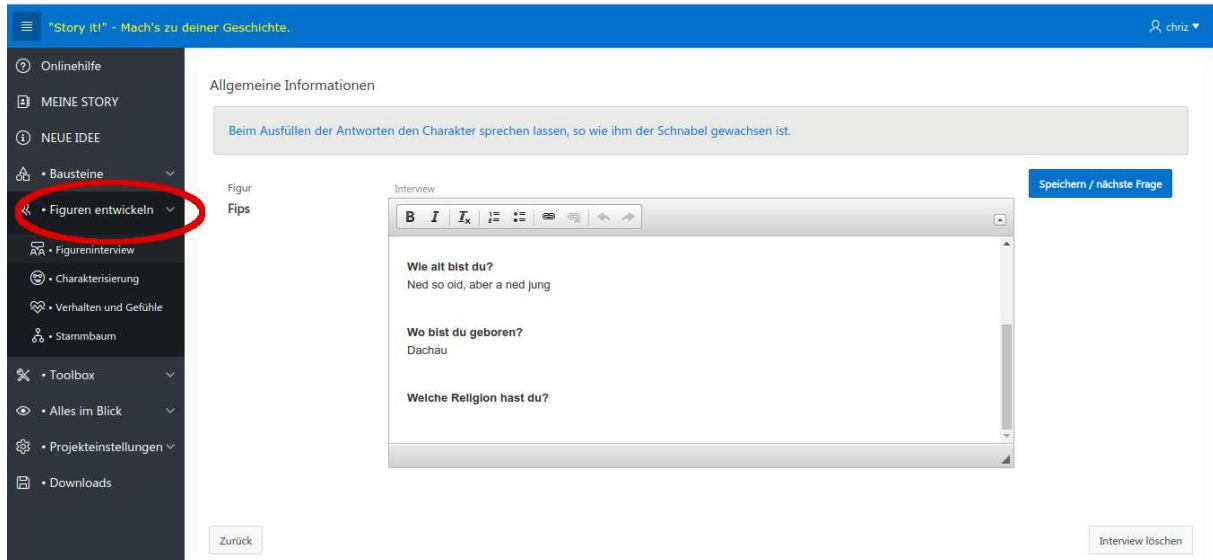 "Story it!" - Mach's zu deiner Geschichte.
chriz
Onlinehilfe
MEINE STORY
NEUE IDEE
• Bausteine
• Figuren entwickeln
• Figureninterview
• Charakterisierung
• Verhalten und Gefühle
• Stammbaum
• Toolbox
• Alles im Blick
• Projekteinstellungen
• Downloads
Allgemeine Informationen
Beim Ausfüllen der Antworten den Charakter sprechen lassen, so wie ihm der Schnabel gewachsen ist.
Figur
Fips
Interview
Speichern / nächste Frage
B I Tx
Wie alt bist du?
Ned so oid, aber a ned jung
Wo bist du geboren?
Dachau
Welche Religion hast du?
Zurück
Interview löschen